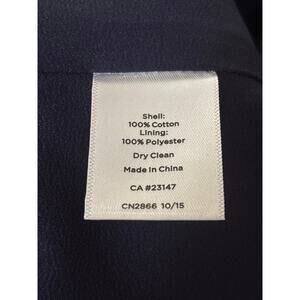 Shell:
100% Cotton
Lining:
100% Polyester
Dry Clean
Made in China
CA #23147
CN2866 10/15